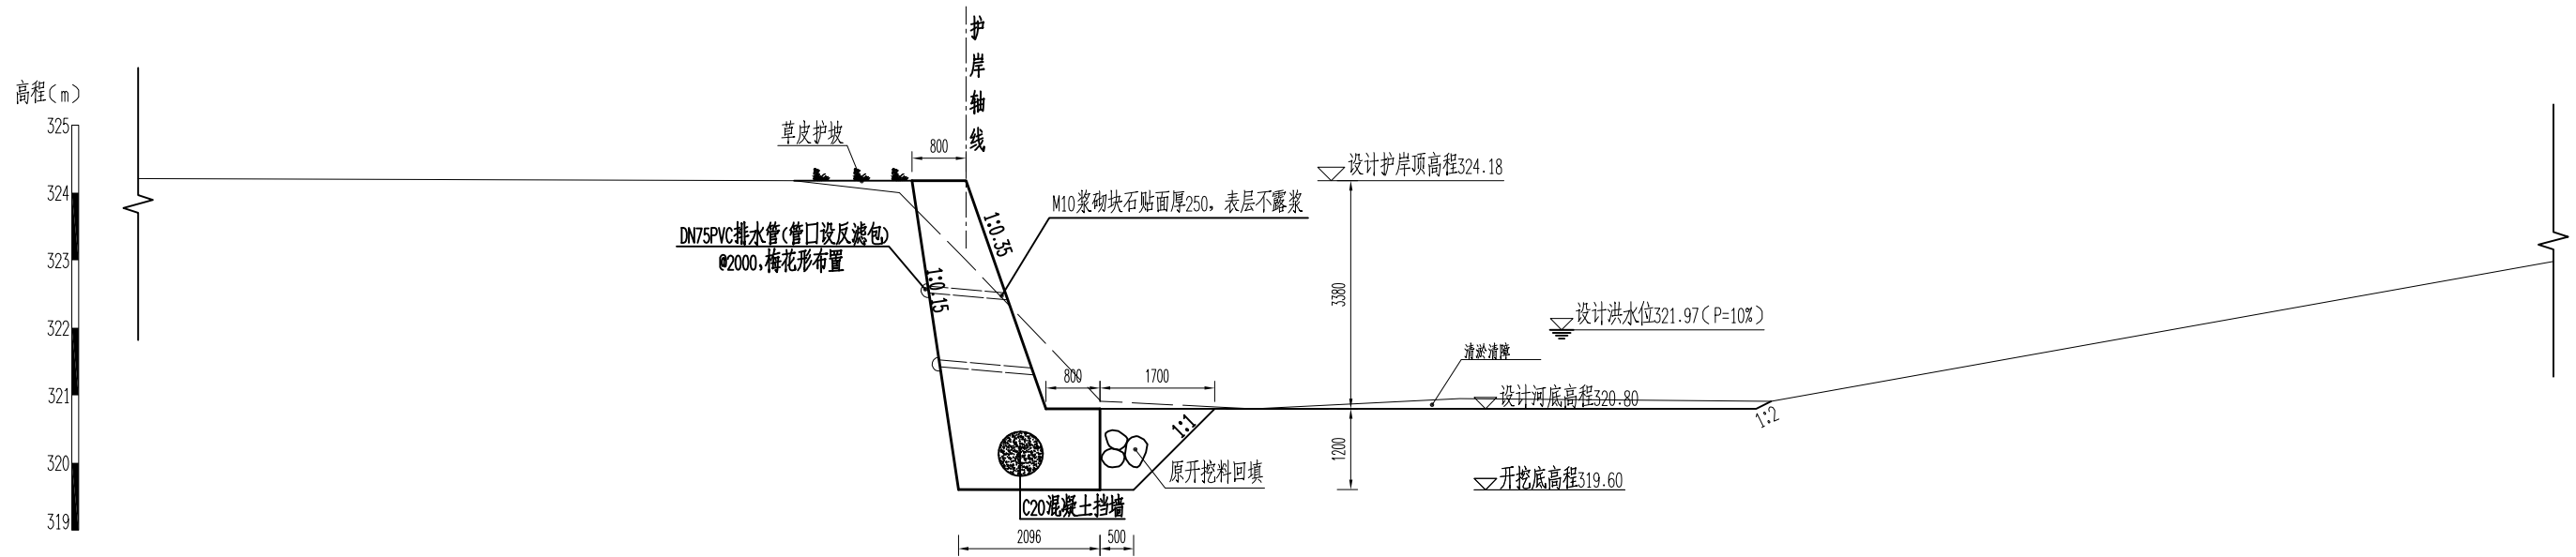 护岸轴线
高程(m)
325
324
323
322
321
320
319
草皮护坡
800
设计护岸顶高程324.18
M10浆砌块石贴面厚250，表层不露浆
1:0.35
DN75PVC排水管(管口设反滤包)
@2000,梅花形布置
1:0.15
3380
设计洪水位321.97(P=10%)
清淤清障
800
1700
设计河底高程320.80
1:2
1:1
1200
原开挖料回填
开挖底高程319.60
C20混凝土挡墙
2096
500